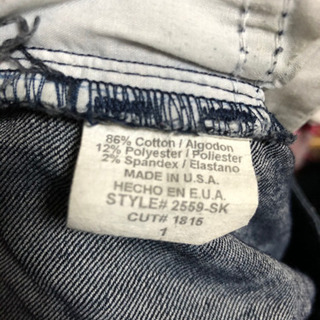 86% Cotton / Algodon
12% Polyester / Poliester
2% Spandex / Elastano
MADE IN U.S.A.
HECHO EN E.U.A.
STYLE# 2559-SK
CUT# 1815
1